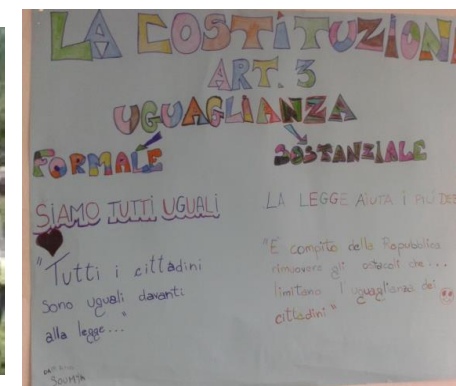 LA COSTITUZIONE
ART. 3
UGUAGLIANZA
FORMALE
SIAMO TUTTI UGUALI
"Tutti i cittadini
sono uguali davanti
alla legge..."
SOUMIA
SOSTANZIALE
LA LEGGE AIUTA I PIÙ
"È compito della Repubblica
rimuovere gli ostacoli che...
limitano l'uguaglianza dei
cittadini"